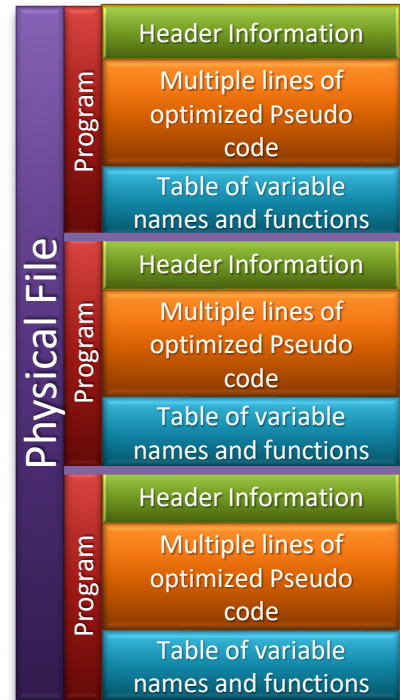 Physical File
Program
Header Information
Multiple lines of
optimized Pseudo
code
Table of variable
names and functions
Program
Header Information
Multiple lines of
optimized Pseudo
code
Table of variable
names and functions
Program
Header Information
Multiple lines of
optimized Pseudo
code
Table of variable
names and functions